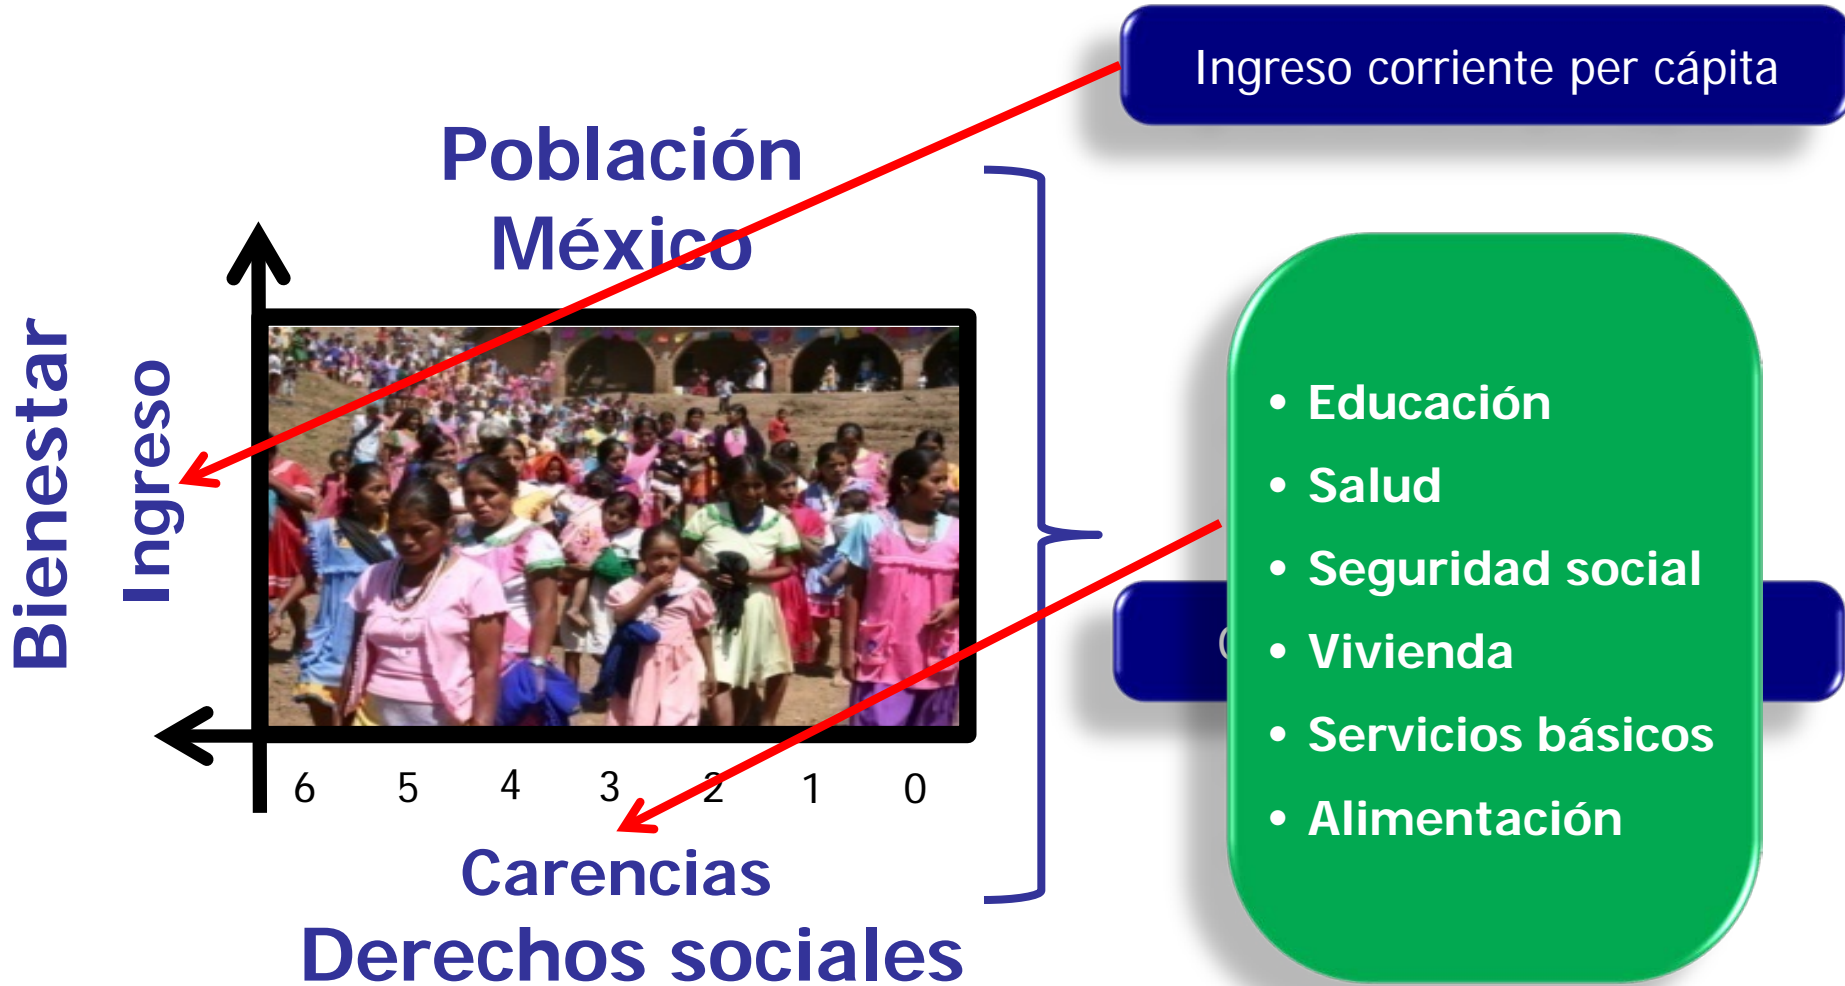 Ingreso corriente per cápita
Población
México
Bienestar
Ingreso
6 5 4 3 2 1 0
Carencias
Derechos sociales
• Educación
• Salud
• Seguridad social
• Vivienda
• Servicios básicos
• Alimentación